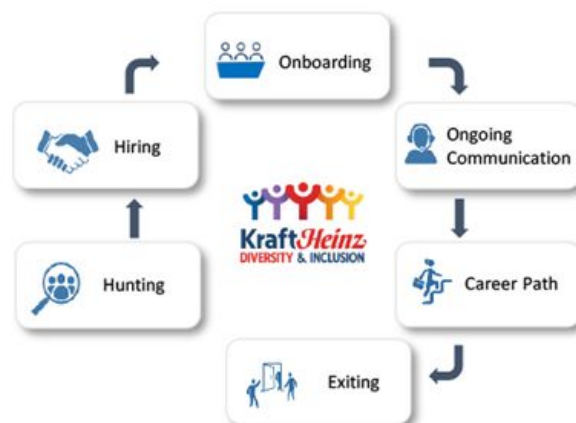 Onboarding
Hiring
Ongoing
Communication
KraftHeinz
DIVERSITY & INCLUSION
Hunting
Career Path
Exiting